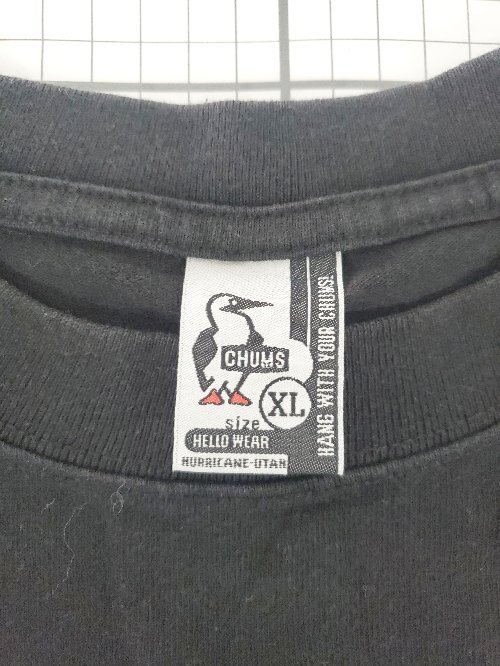 CHUMS
XL
size
HELLO WEAR
HURRICANE-UTAH
HANG WITH YOUR CHUMS!